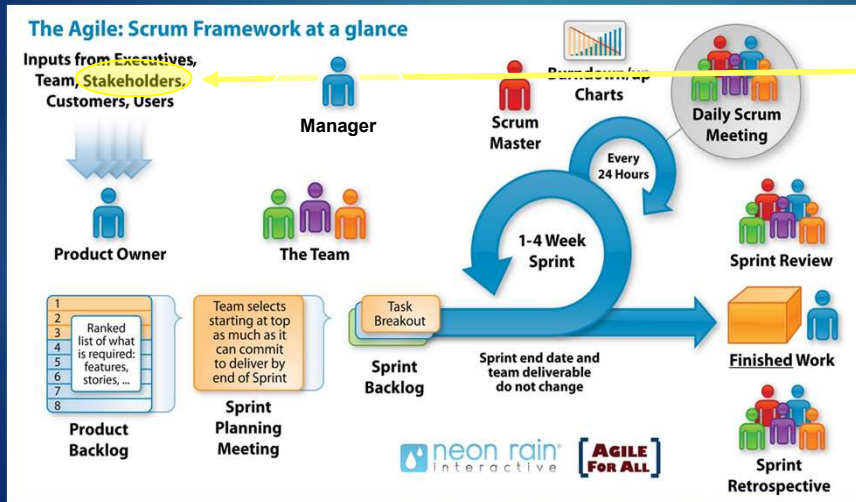 The Agile: Scrum Framework at a glance
Inputs from Executives,
Team, Stakeholders,
Customers, Users
Manager
Scrum
Master
Burndown/up
Charts
Daily Scrum
Meeting
Every
24 Hours
Product Owner
The Team
1-4 Week
Sprint
Sprint Review
1
2
3
4
5
6
7
8
Ranked
list of what
is required:
features,
stories, ...
Product
Backlog
Team selects
starting at top
as much as it
can commit
to deliver by
end of Sprint
Sprint
Planning
Meeting
Task
Breakout
Sprint
Backlog
Sprint end date and
team deliverable
do not change
Finished Work
neon rain
interactive
AGILE
FOR ALL
Sprint
Retrospective